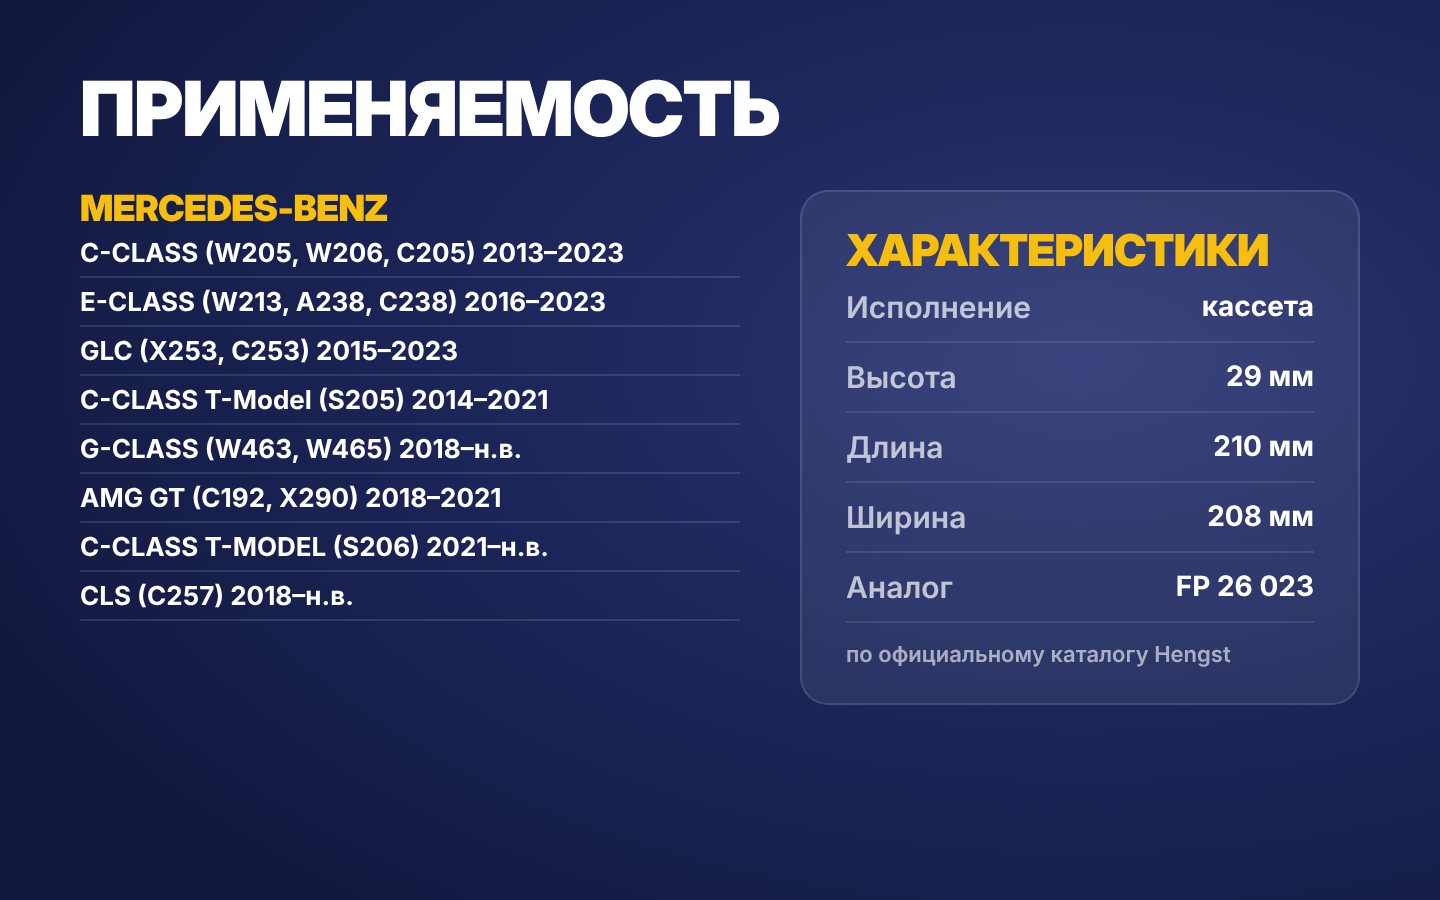 ПРИМЕНЯЕМОСТЬ
MERCEDES-BENZ
C-CLASS (W205, W206, C205) 2013–2023
E-CLASS (W213, A238, C238) 2016–2023
GLC (X253, C253) 2015–2023
C-CLASS T-Model (S205) 2014–2021
G-CLASS (W463, W465) 2018–н.в.
AMG GT (C192, X290) 2018–2021
C-CLASS T-MODEL (S206) 2021–н.в.
CLS (C257) 2018–н.в.
ХАРАКТЕРИСТИКИ
Исполнение кассета
Высота 29 мм
Длина 210 мм
Ширина 208 мм
Аналог FP 26 023
по официальному каталогу Hengst